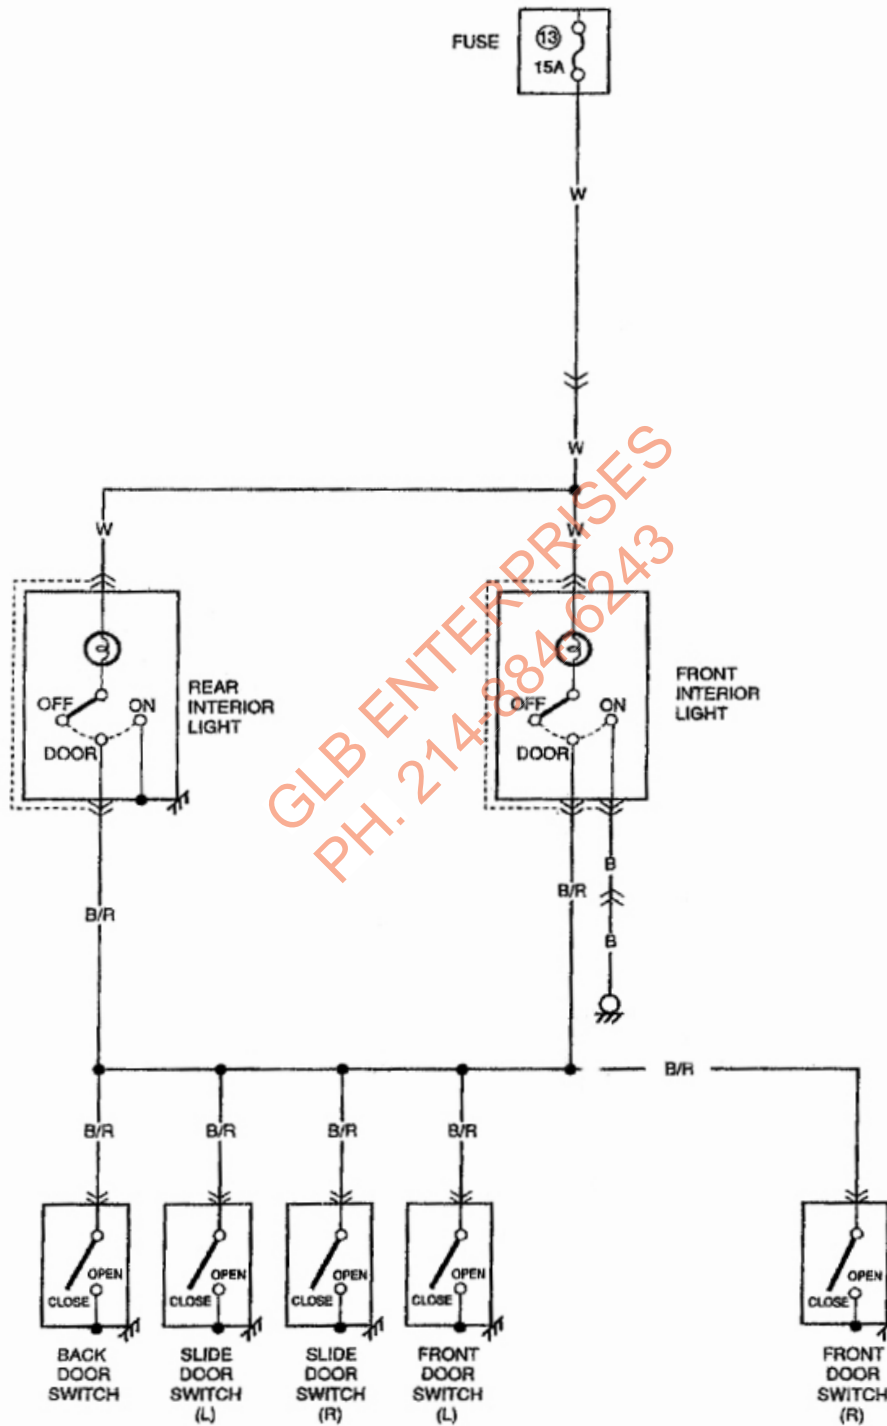 FUSE
13
15A
W
W
W
W
REAR
INTERIOR
LIGHT
OFF
ON
DOOR
FRONT
INTERIOR
LIGHT
OFF
ON
DOOR
GLB ENTERPRISES
PH. 214-884-6243
B
B/R
B/R
B
B/R
B/R
B/R
B/R
B/R
OPEN
CLOSE
OPEN
CLOSE
OPEN
CLOSE
OPEN
CLOSE
OPEN
CLOSE
BACK
DOOR
SWITCH
SLIDE
DOOR
SWITCH
(L)
SLIDE
DOOR
SWITCH
(R)
FRONT
DOOR
SWITCH
(L)
FRONT
DOOR
SWITCH
(R)